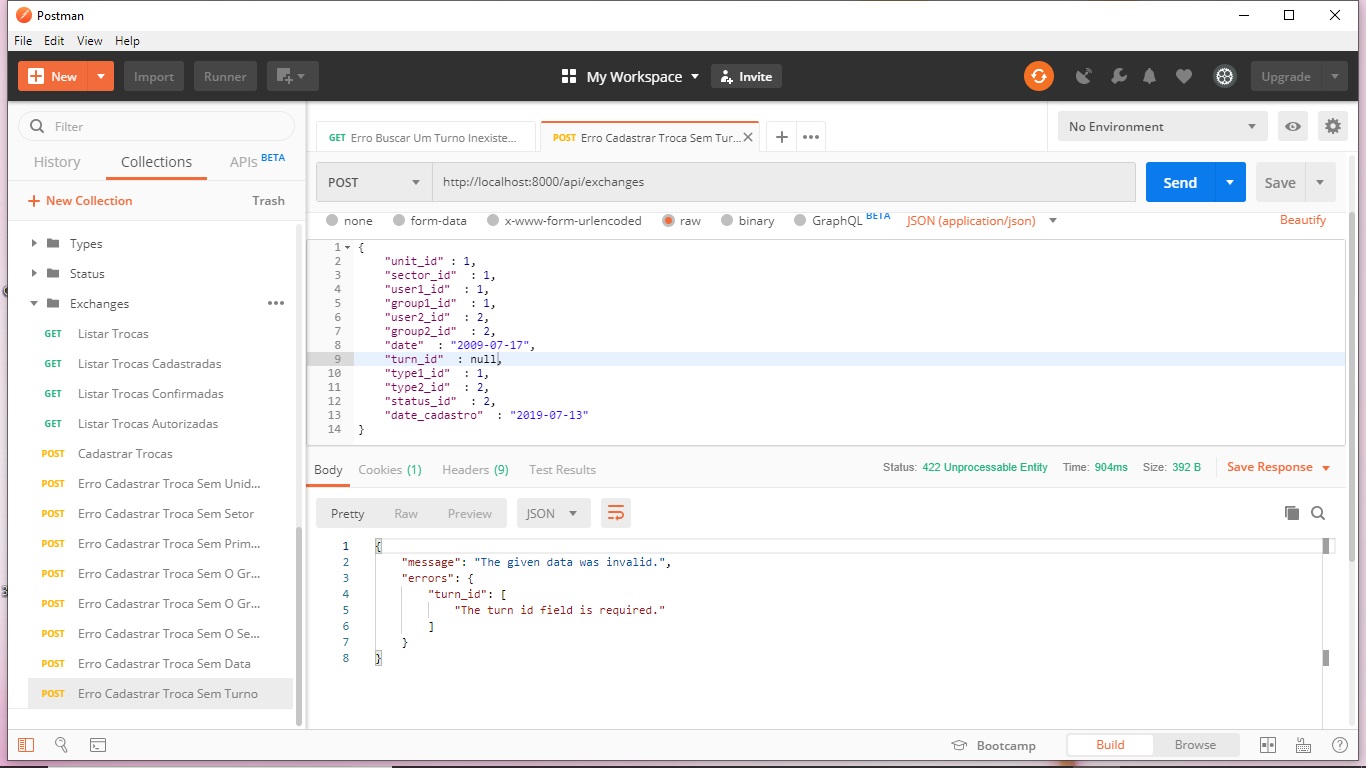 Postman
File Edit View Help
New Import Runner My Workspace Invite Upgrade
Filter
History Collections APIs BETA
New Collection Trash
Types
Status
Exchanges
GET Listar Trocas
GET Listar Trocas Cadastradas
GET Listar Trocas Confirmadas
GET Listar Trocas Autorizadas
POST Cadastrar Trocas
POST Erro Cadastrar Troca Sem Unid...
POST Erro Cadastrar Troca Sem Setor
POST Erro Cadastrar Troca Sem Prim...
POST Erro Cadastrar Troca Sem O Gr...
POST Erro Cadastrar Troca Sem O Gr...
POST Erro Cadastrar Troca Sem O Se...
POST Erro Cadastrar Troca Sem Data
POST Erro Cadastrar Troca Sem Turno
GET Erro Buscar Um Turno Inexiste... POST Erro Cadastrar Troca Sem Tur... No Environment
POST http://localhost:8000/api/exchanges Send Save
none form-data x-www-form-urlencoded raw binary GraphQL BETA JSON (application/json) Beautify
1 {
2 "unit_id" : 1,
3 "sector_id" : 1,
4 "user1_id" : 1,
5 "group1_id" : 1,
6 "user2_id" : 2,
7 "group2_id" : 2,
8 "date" : "2009-07-17",
9 "turn_id" : null,
10 "type1_id" : 1,
11 "type2_id" : 2,
12 "status_id" : 2,
13 "date_cadastro" : "2019-07-13"
14 }
Body Cookies (1) Headers (9) Test Results Status: 422 Unprocessable Entity Time: 904ms Size: 392 B Save Response
Pretty Raw Preview JSON
1 {
2 "message": "The given data was invalid.",
3 "errors": {
4 "turn_id": [
5 "The turn id field is required."
6 ]
7 }
8 }
Bootcamp Build Browse